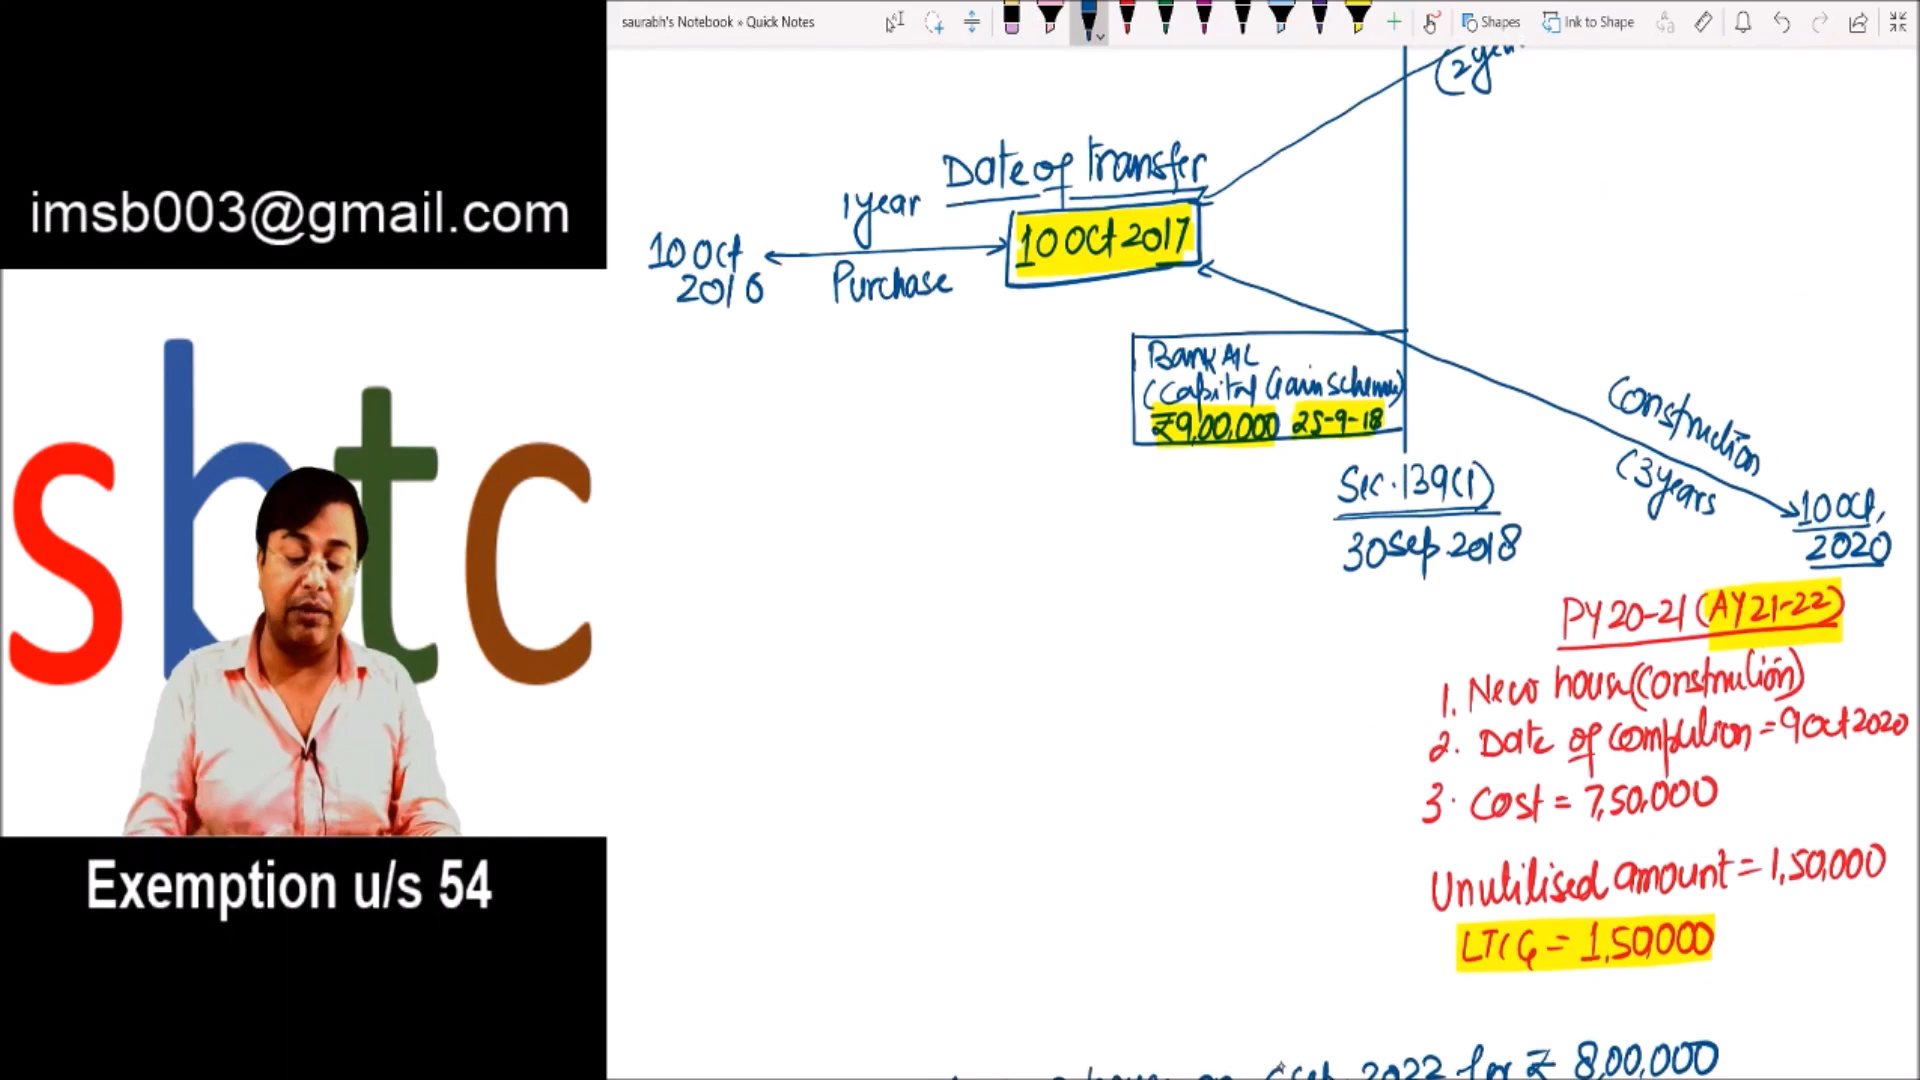 saurabh's Notebook » Quick Notes
Shapes
Ink to Shape
imsb003@gmail.com
sbtc
Exemption u/s 54
(2 year
Date of transfer
1 year
10 Oct 2017
10 Oct
2016
Purchase
Bank A/c
(Capital Gain Scheme)
₹9,00,000 25-9-18
Construction
(3 years
Sec. 139(1)
30 Sep. 2018
10 Oct,
2020
PY 20-21 (AY 21-22)
1. New house (Construction)
2. Date of completion = 9 Oct 2020
3. Cost = 7,50,000
Unutilised amount = 1,50,000
LTCG = 1,50,000
2022 for ₹ 8,00,000